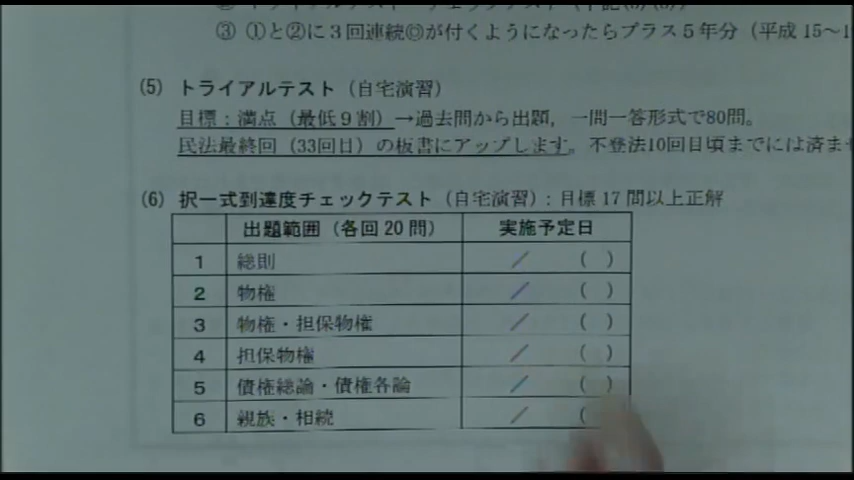 ③ ①と②に３回連続◎が付くようになったらプラス５年分（平成 15～1
(5) トライアルテスト（自宅演習）
目標：満点（最低９割）→過去問から出題，一問一答形式で80問。
民法最終回（33回目）の板書にアップします。不登法10回目頃までには済ませ
(6) 択一式到達度チェックテスト（自宅演習）：目標 17 問以上正解
出題範囲（各回 20 問） 実施予定日
1 総則 ／ （ ）
2 物権 ／ （ ）
3 物権・担保物権 ／ （ ）
4 担保物権 ／ （ ）
5 債権総論・債権各論 ／ （ ）
6 親族・相続 ／ （